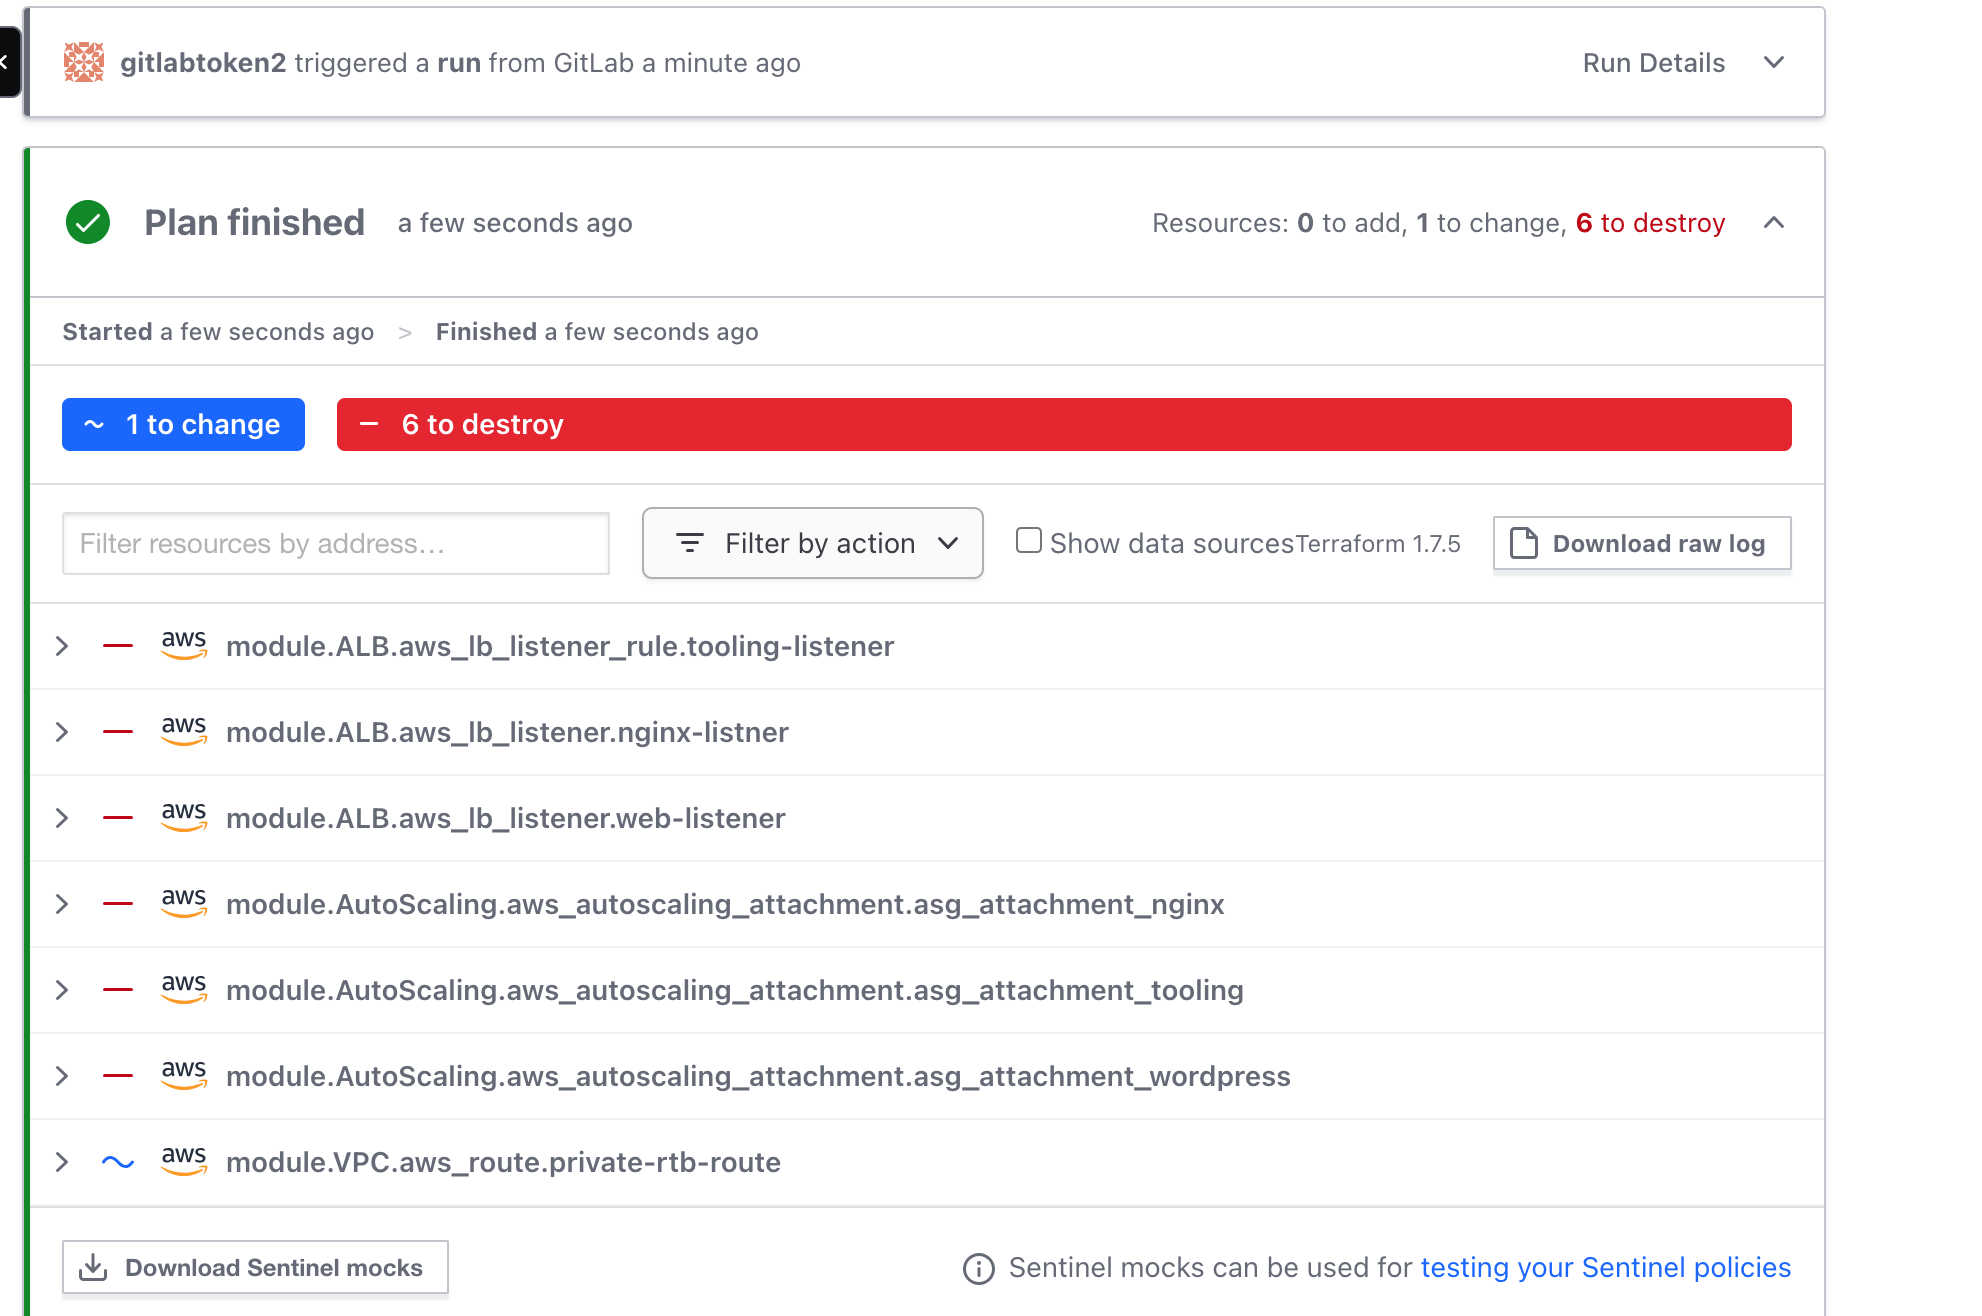 gitlabtoken2 triggered a run from GitLab a minute ago Run Details
Plan finished a few seconds ago Resources: 0 to add, 1 to change, 6 to destroy
Started a few seconds ago > Finished a few seconds ago
~ 1 to change — 6 to destroy
Filter resources by address… Filter by action Show data sources Terraform 1.7.5 Download raw log
aws module.ALB.aws_lb_listener_rule.tooling-listener
aws module.ALB.aws_lb_listener.nginx-listner
aws module.ALB.aws_lb_listener.web-listener
aws module.AutoScaling.aws_autoscaling_attachment.asg_attachment_nginx
aws module.AutoScaling.aws_autoscaling_attachment.asg_attachment_tooling
aws module.AutoScaling.aws_autoscaling_attachment.asg_attachment_wordpress
aws module.VPC.aws_route.private-rtb-route
Download Sentinel mocks Sentinel mocks can be used for testing your Sentinel policies